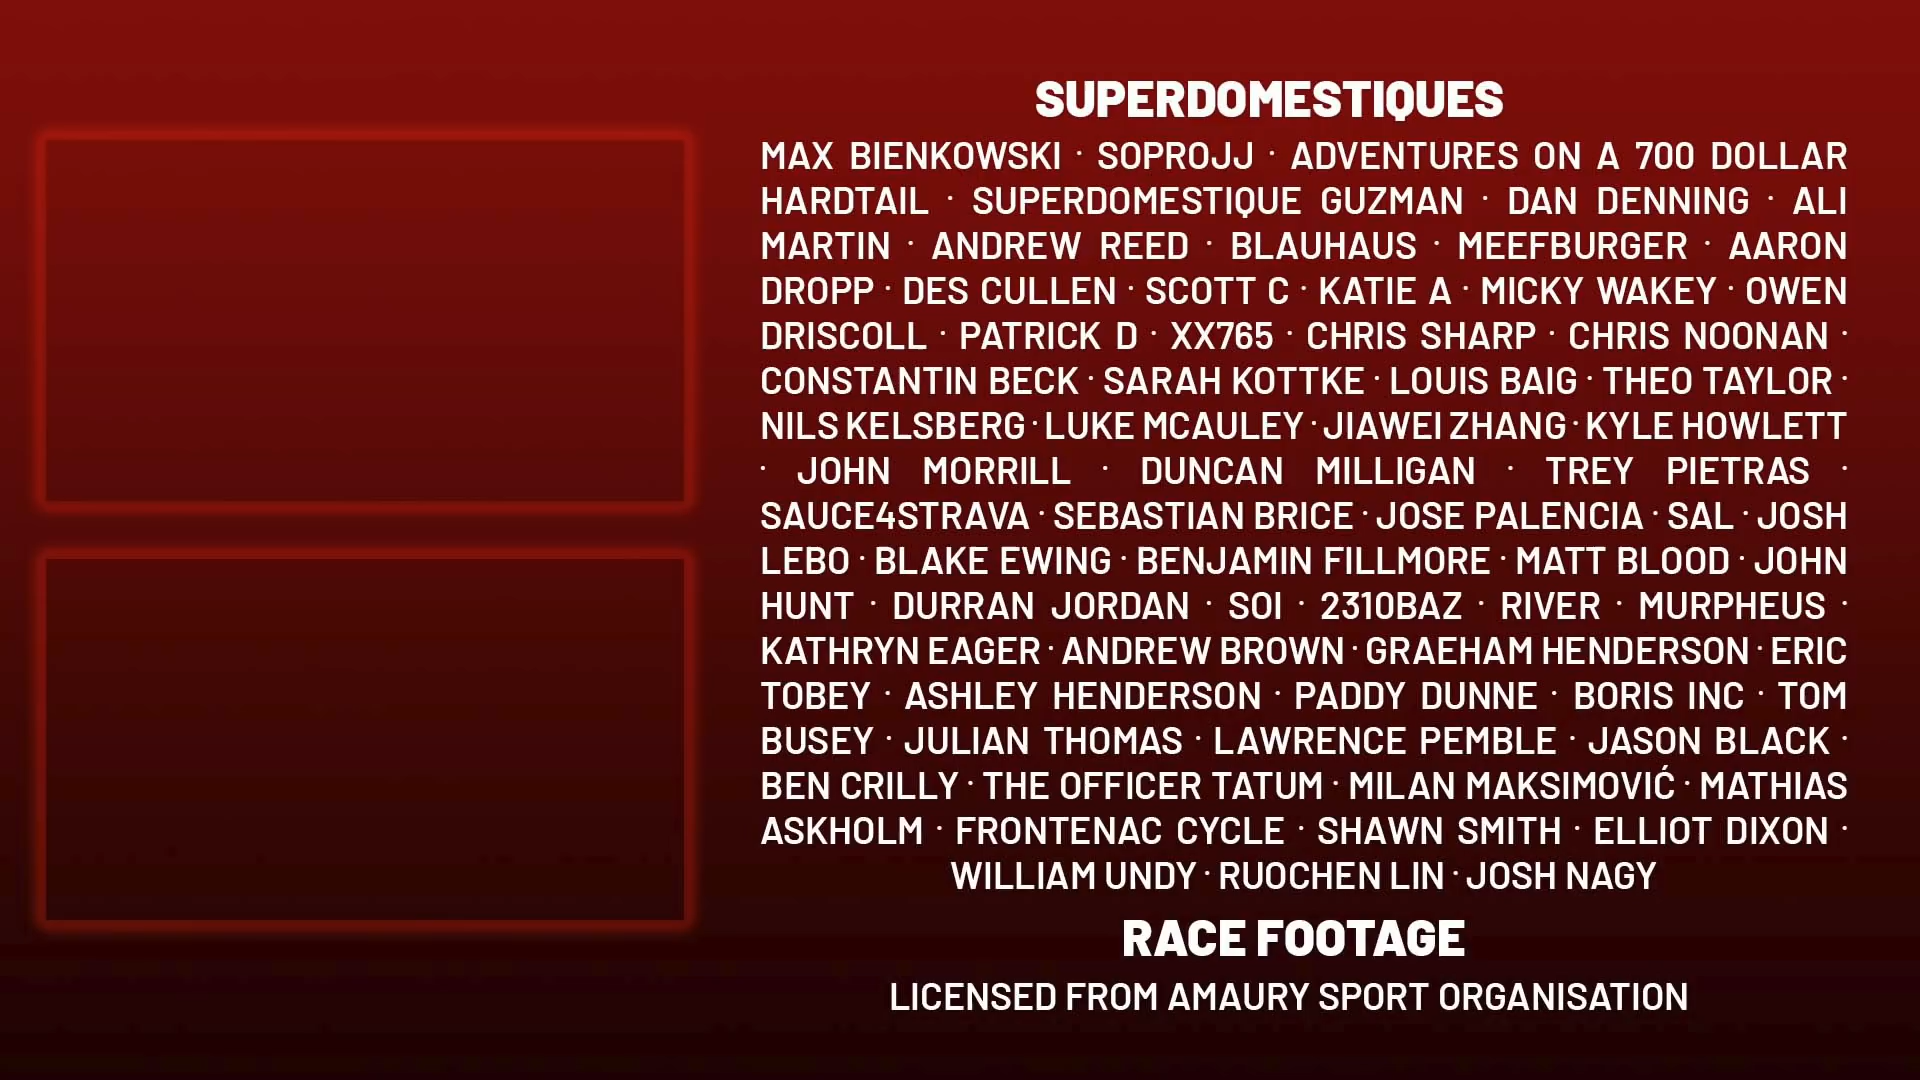 SUPERDOMESTIQUES
MAX BIENKOWSKI · SOPROJJ · ADVENTURES ON A 700 DOLLAR
HARDTAIL · SUPERDOMESTIQUE GUZMAN · DAN DENNING · ALI
MARTIN · ANDREW REED · BLAUHAUS · MEEFBURGER · AARON
DROPP · DES CULLEN · SCOTT C · KATIE A · MICKY WAKEY · OWEN
DRISCOLL · PATRICK D · XX765 · CHRIS SHARP · CHRIS NOONAN ·
CONSTANTIN BECK · SARAH KOTTKE · LOUIS BAIG · THEO TAYLOR ·
NILS KELSBERG · LUKE MCAULEY · JIAWEI ZHANG · KYLE HOWLETT
· JOHN MORRILL · DUNCAN MILLIGAN · TREY PIETRAS ·
SAUCE4STRAVA · SEBASTIAN BRICE · JOSE PALENCIA · SAL · JOSH
LEBO · BLAKE EWING · BENJAMIN FILLMORE · MATT BLOOD · JOHN
HUNT · DURRAN JORDAN · SOI · 2310BAZ · RIVER · MURPHEUS ·
KATHRYN EAGER · ANDREW BROWN · GRAEHAM HENDERSON · ERIC
TOBEY · ASHLEY HENDERSON · PADDY DUNNE · BORIS INC · TOM
BUSEY · JULIAN THOMAS · LAWRENCE PEMBLE · JASON BLACK ·
BEN CRILLY · THE OFFICER TATUM · MILAN MAKSIMOVIĆ · MATHIAS
ASKHOLM · FRONTENAC CYCLE · SHAWN SMITH · ELLIOT DIXON ·
WILLIAM UNDY · RUOCHEN LIN · JOSH NAGY
RACE FOOTAGE
LICENSED FROM AMAURY SPORT ORGANISATION